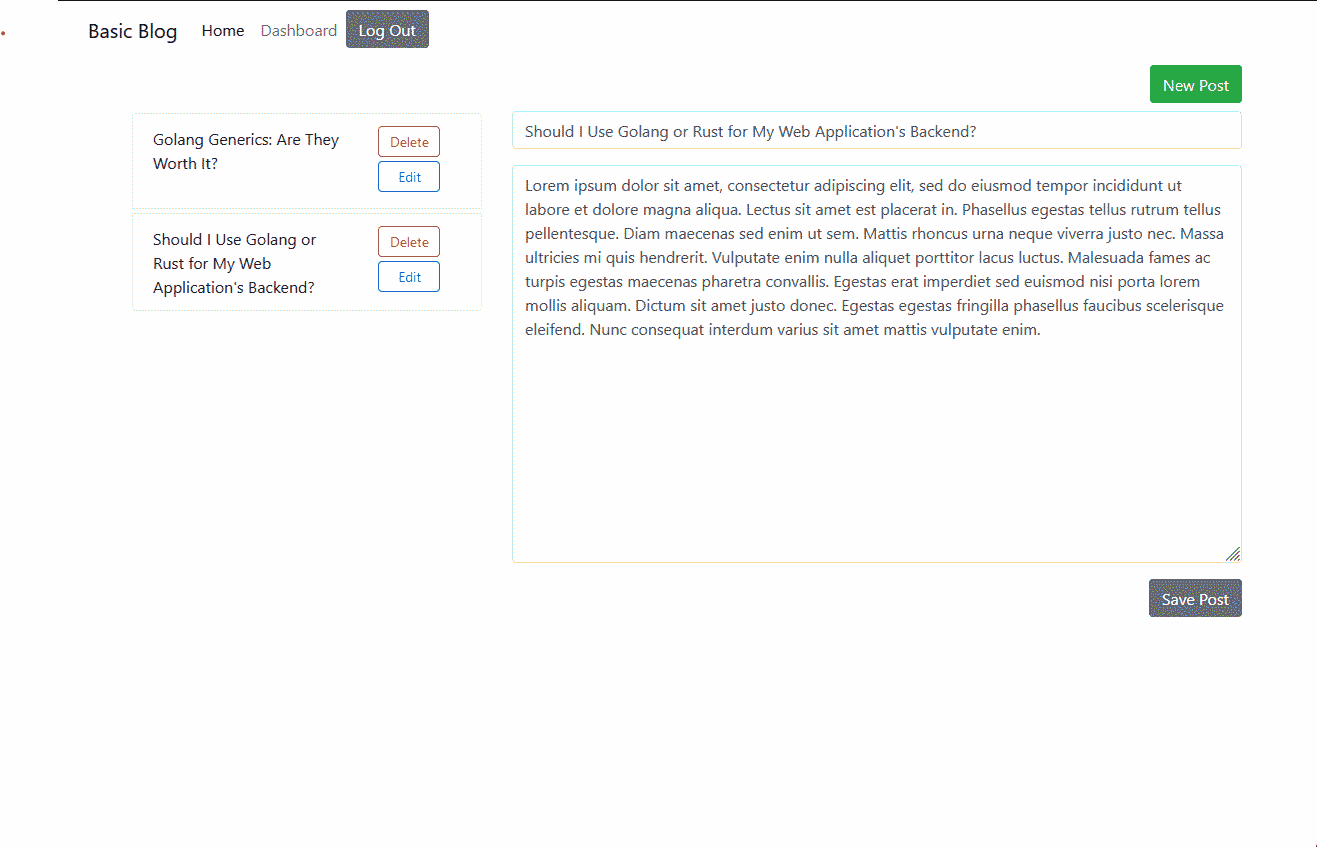 Basic Blog Home Dashboard Log Out
New Post
Golang Generics: Are They
Worth It?
Delete
Edit
Should I Use Golang or
Rust for My Web
Application's Backend?
Delete
Edit
Should I Use Golang or Rust for My Web Application's Backend?
Lorem ipsum dolor sit amet, consectetur adipiscing elit, sed do eiusmod tempor incididunt ut
labore et dolore magna aliqua. Lectus sit amet est placerat in. Phasellus egestas tellus rutrum tellus
pellentesque. Diam maecenas sed enim ut sem. Mattis rhoncus urna neque viverra justo nec. Massa
ultricies mi quis hendrerit. Vulputate enim nulla aliquet porttitor lacus luctus. Malesuada fames ac
turpis egestas maecenas pharetra convallis. Egestas erat imperdiet sed euismod nisi porta lorem
mollis aliquam. Dictum sit amet justo donec. Egestas egestas fringilla phasellus faucibus scelerisque
eleifend. Nunc consequat interdum varius sit amet mattis vulputate enim.
Save Post